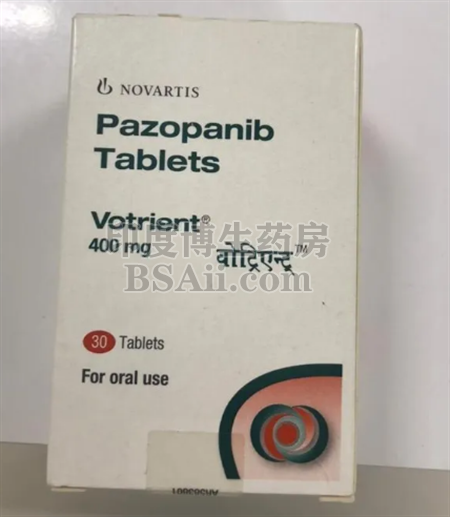 NOVARTIS
Pazopanib
Tablets
Votrient®
400 mg
वोट्रिएन्ट्™
印度博生药房
BSAii.com
30 Tablets
For oral use